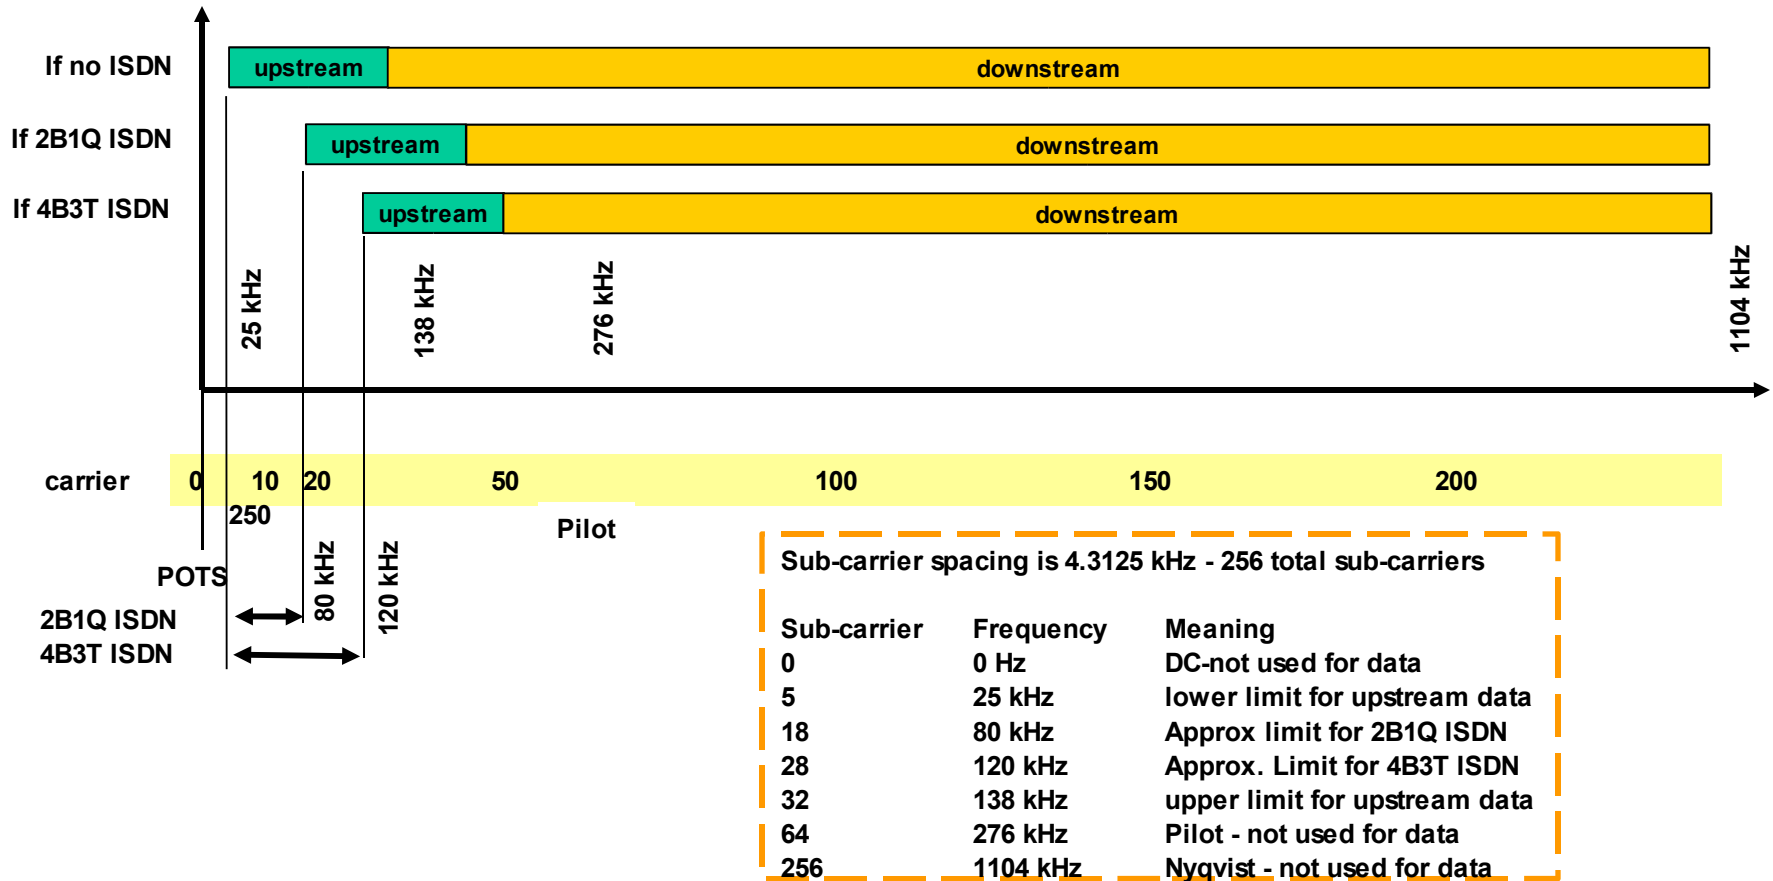 If no ISDN upstream downstream
If 2B1Q ISDN upstream downstream
If 4B3T ISDN upstream downstream
25 kHz
138 kHz
276 kHz
1104 kHz
carrier 0 10 20 50 100 150 200
250
Pilot
POTS
80 kHz
120 kHz
2B1Q ISDN
4B3T ISDN
Sub-carrier spacing is 4.3125 kHz - 256 total sub-carriers
Sub-carrier Frequency Meaning
0 0 Hz DC-not used for data
5 25 kHz lower limit for upstream data
18 80 kHz Approx limit for 2B1Q ISDN
28 120 kHz Approx. Limit for 4B3T ISDN
32 138 kHz upper limit for upstream data
64 276 kHz Pilot - not used for data
256 1104 kHz Nyqvist - not used for data